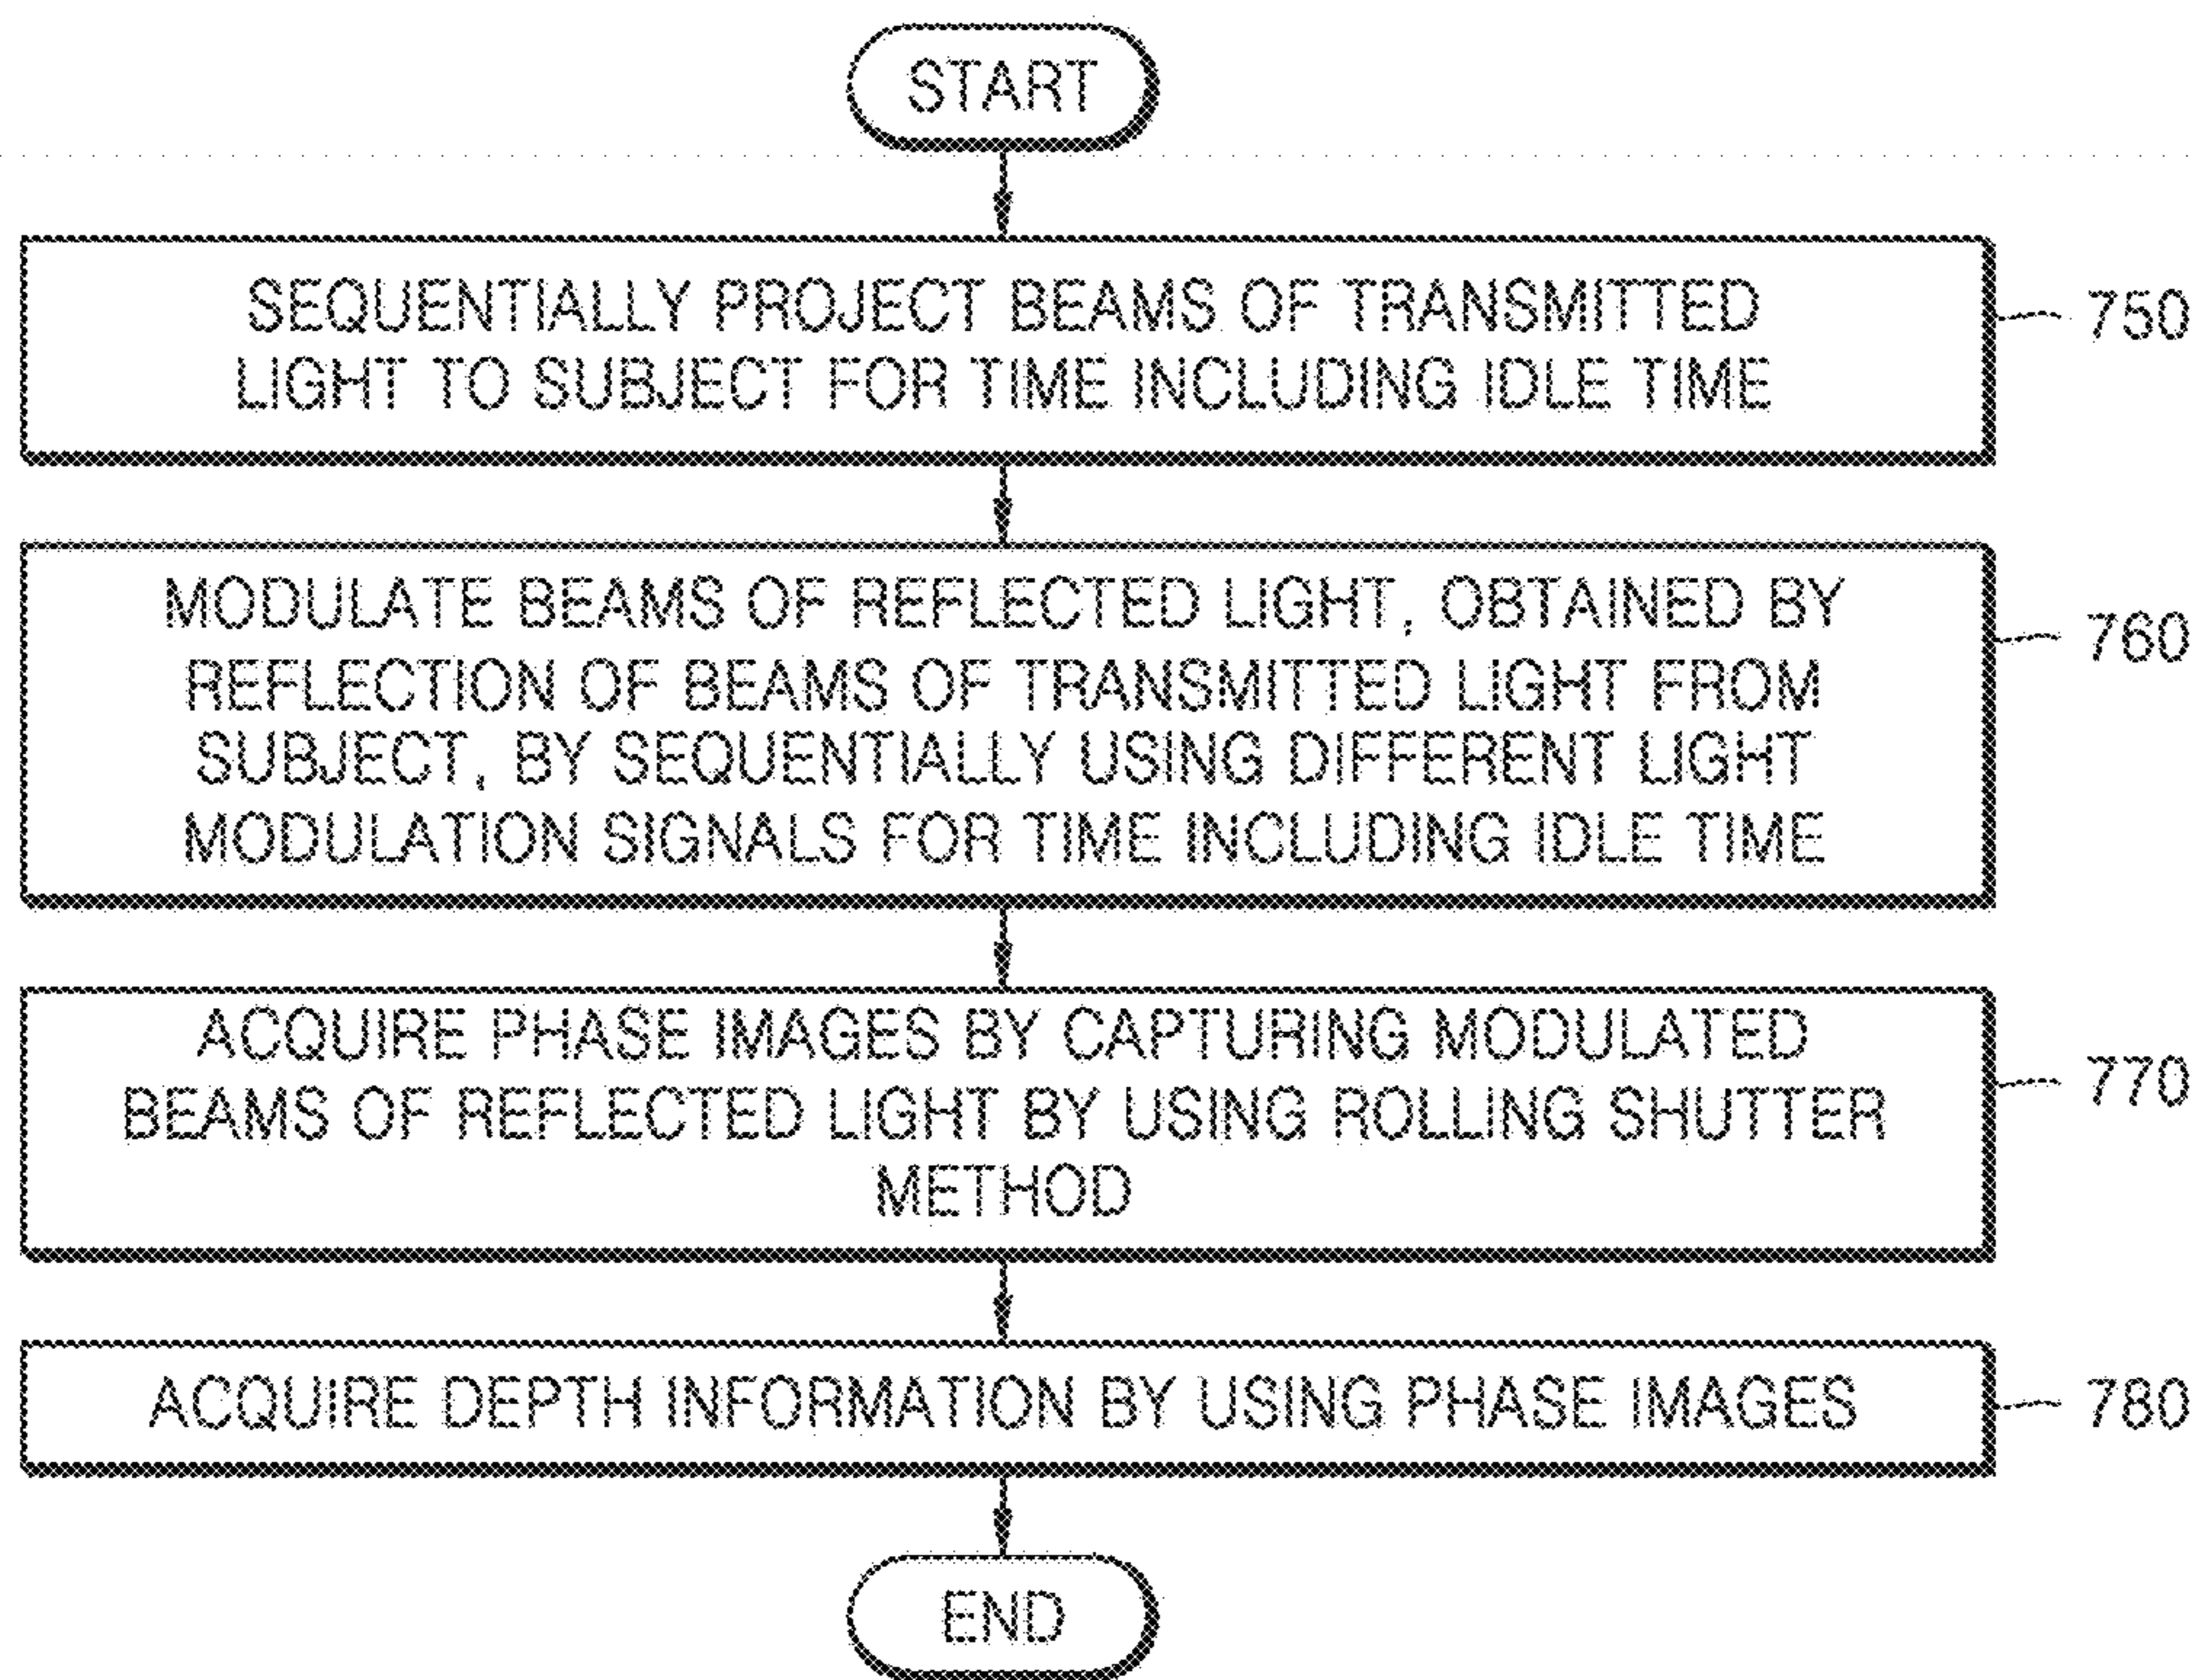 START
SEQUENTIALLY PROJECT BEAMS OF TRANSMITTED
LIGHT TO SUBJECT FOR TIME INCLUDING IDLE TIME
750
MODULATE BEAMS OF REFLECTED LIGHT, OBTAINED BY
REFLECTION OF BEAMS OF TRANSMITTED LIGHT FROM
SUBJECT, BY SEQUENTIALLY USING DIFFERENT LIGHT
MODULATION SIGNALS FOR TIME INCLUDING IDLE TIME
760
ACQUIRE PHASE IMAGES BY CAPTURING MODULATED
BEAMS OF REFLECTED LIGHT BY USING ROLLING SHUTTER
METHOD
770
ACQUIRE DEPTH INFORMATION BY USING PHASE IMAGES
780
END